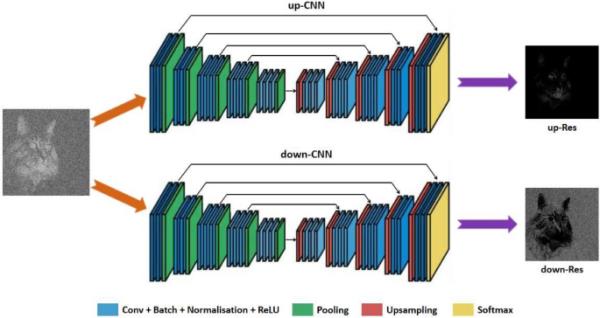 up-CNN
up-Res
down-CNN
down-Res
Conv + Batch + Normalisation + ReLU
Pooling
Upsampling
Softmax